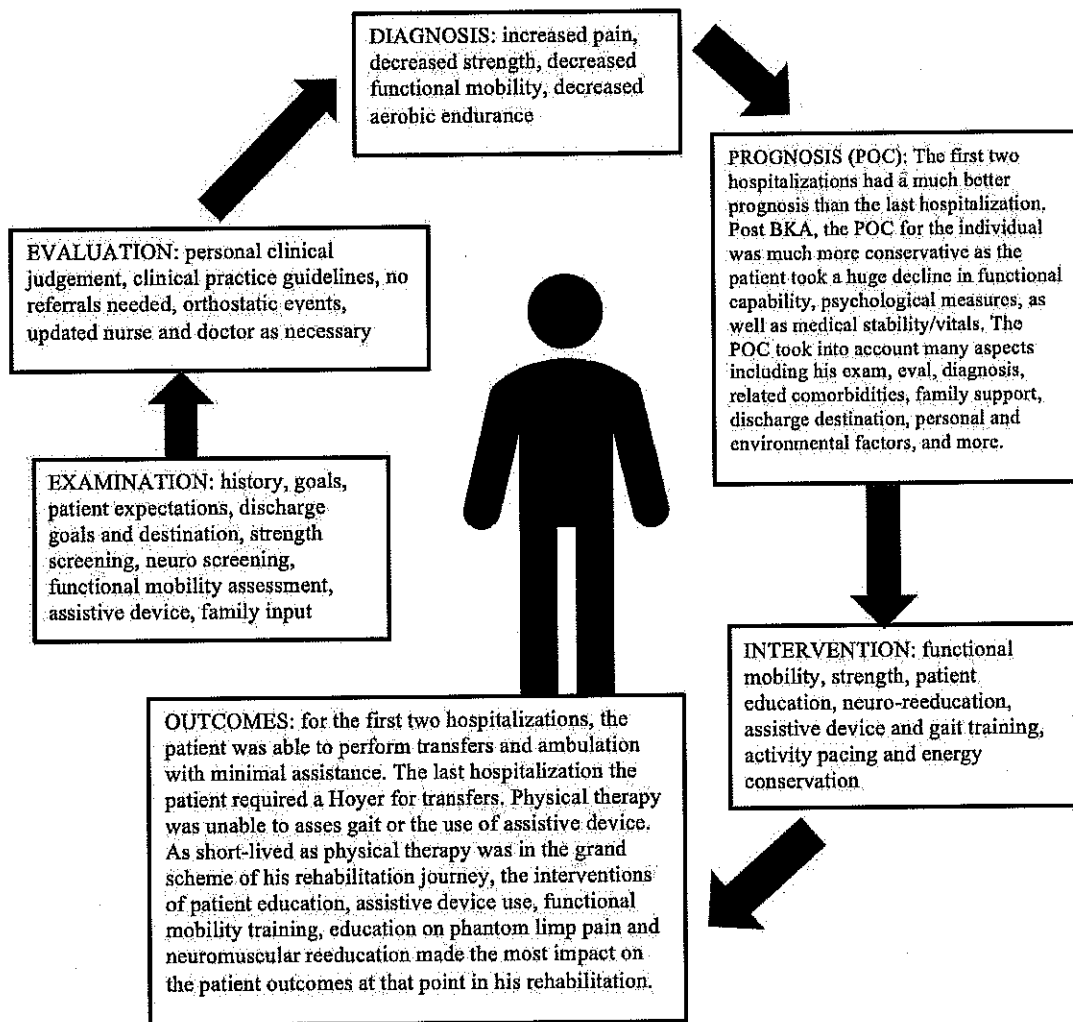 DIAGNOSIS: increased pain,
decreased strength, decreased
functional mobility, decreased
aerobic endurance
PROGNOSIS (POC): The first two
hospitalizations had a much better
prognosis than the last hospitalization.
Post BKA, the POC for the individual
was much more conservative as the
patient took a huge decline in functional
capability, psychological measures, as
well as medical stability/vitals. The
POC took into account many aspects
including his exam, eval, diagnosis,
related comorbidities, family support,
discharge destination, personal and
environmental factors, and more.
EVALUATION: personal clinical
judgement, clinical practice guidelines, no
referrals needed, orthostatic events,
updated nurse and doctor as necessary
EXAMINATION: history, goals,
patient expectations, discharge
goals and destination, strength
screening, neuro screening,
functional mobility assessment,
assistive device, family input
INTERVENTION: functional
mobility, strength, patient
education, neuro-reeducation,
assistive device and gait training,
activity pacing and energy
conservation
OUTCOMES: for the first two hospitalizations, the
patient was able to perform transfers and ambulation
with minimal assistance. The last hospitalization the
patient required a Hoyer for transfers. Physical therapy
was unable to asses gait or the use of assistive device.
As short-lived as physical therapy was in the grand
scheme of his rehabilitation journey, the interventions
of patient education, assistive device use, functional
mobility training, education on phantom limp pain and
neuromuscular reeducation made the most impact on
the patient outcomes at that point in his rehabilitation.